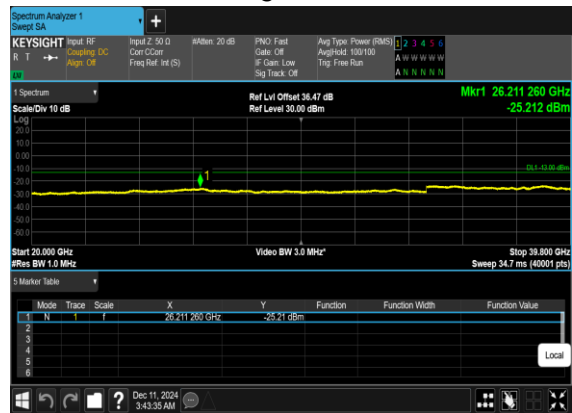 Spectrum Analyzer 1
Swept SA
KEYSIGHT Input: RF Input Z: 50 Ω #Atten: 20 dB PNO: Fast Avg Type: Power (RMS) 1 2 3 4 5 6
R T Coupling: DC Corr CCorr Gate: Off Avg|Hold: 100/100 A W W W W W
Align: Off Freq Ref: Int (S) IF Gain: Low Trig: Free Run
Sig Track: Off A N N N N N
1 Spectrum Mkr1 26.211 260 GHz
Ref Lvl Offset 36.47 dB
Scale/Div 10 dB Ref Level 30.00 dBm -25.212 dBm
Log
20.0
10.0
0.00
-10.0
DL1 -13.00 dBm
1
-20.0
-30.0
-40.0
-50.0
-60.0
Start 20.000 GHz Video BW 3.0 MHz* Stop 39.800 GHz
#Res BW 1.0 MHz Sweep 34.7 ms (40001 pts)
5 Marker Table
Mode Trace Scale X Y Function Function Width Function Value
1 N 1 f 26.211 260 GHz -25.21 dBm
2
3
4
5
6
Local
? Dec 11, 2024
3:43:35 AM